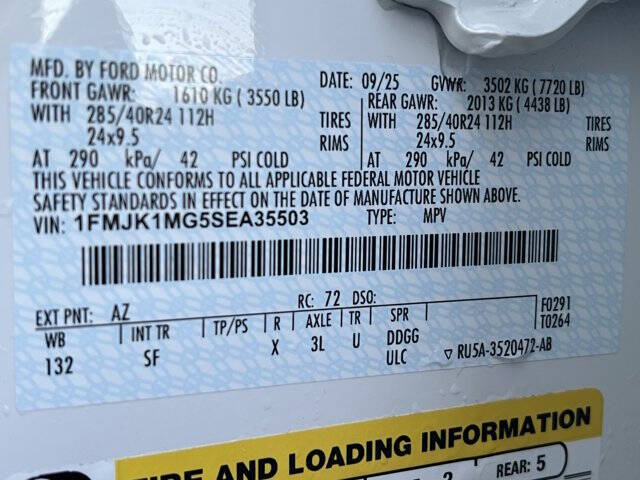 MFD. BY FORD MOTOR CO. DATE: 09/25 GVWR: 3502 KG ( 7720 LB)
FRONT GAWR: 1610 KG ( 3550 LB) REAR GAWR: 2013 KG ( 4438 LB)
WITH 285/40R24 112H TIRES WITH 285/40R24 112H TIRES
24x9.5 RIMS 24x9.5 RIMS
AT 290 kPa/ 42 PSI COLD AT 290 kPa/ 42 PSI COLD
THIS VEHICLE CONFORMS TO ALL APPLICABLE FEDERAL MOTOR VEHICLE
SAFETY STANDARDS IN EFFECT ON THE DATE OF MANUFACTURE SHOWN ABOVE.
VIN: 1FMJK1MG5SEA35503 TYPE: MPV
EXT PNT: AZ RC: 72 DSO: F0291
WB INT TR TP/PS R AXLE TR SPR T0264
132 SF X 3L U DDGG
ULC ▽ RU5A-3520472-AB
AND LOADING INFORMATION
REAR: 5